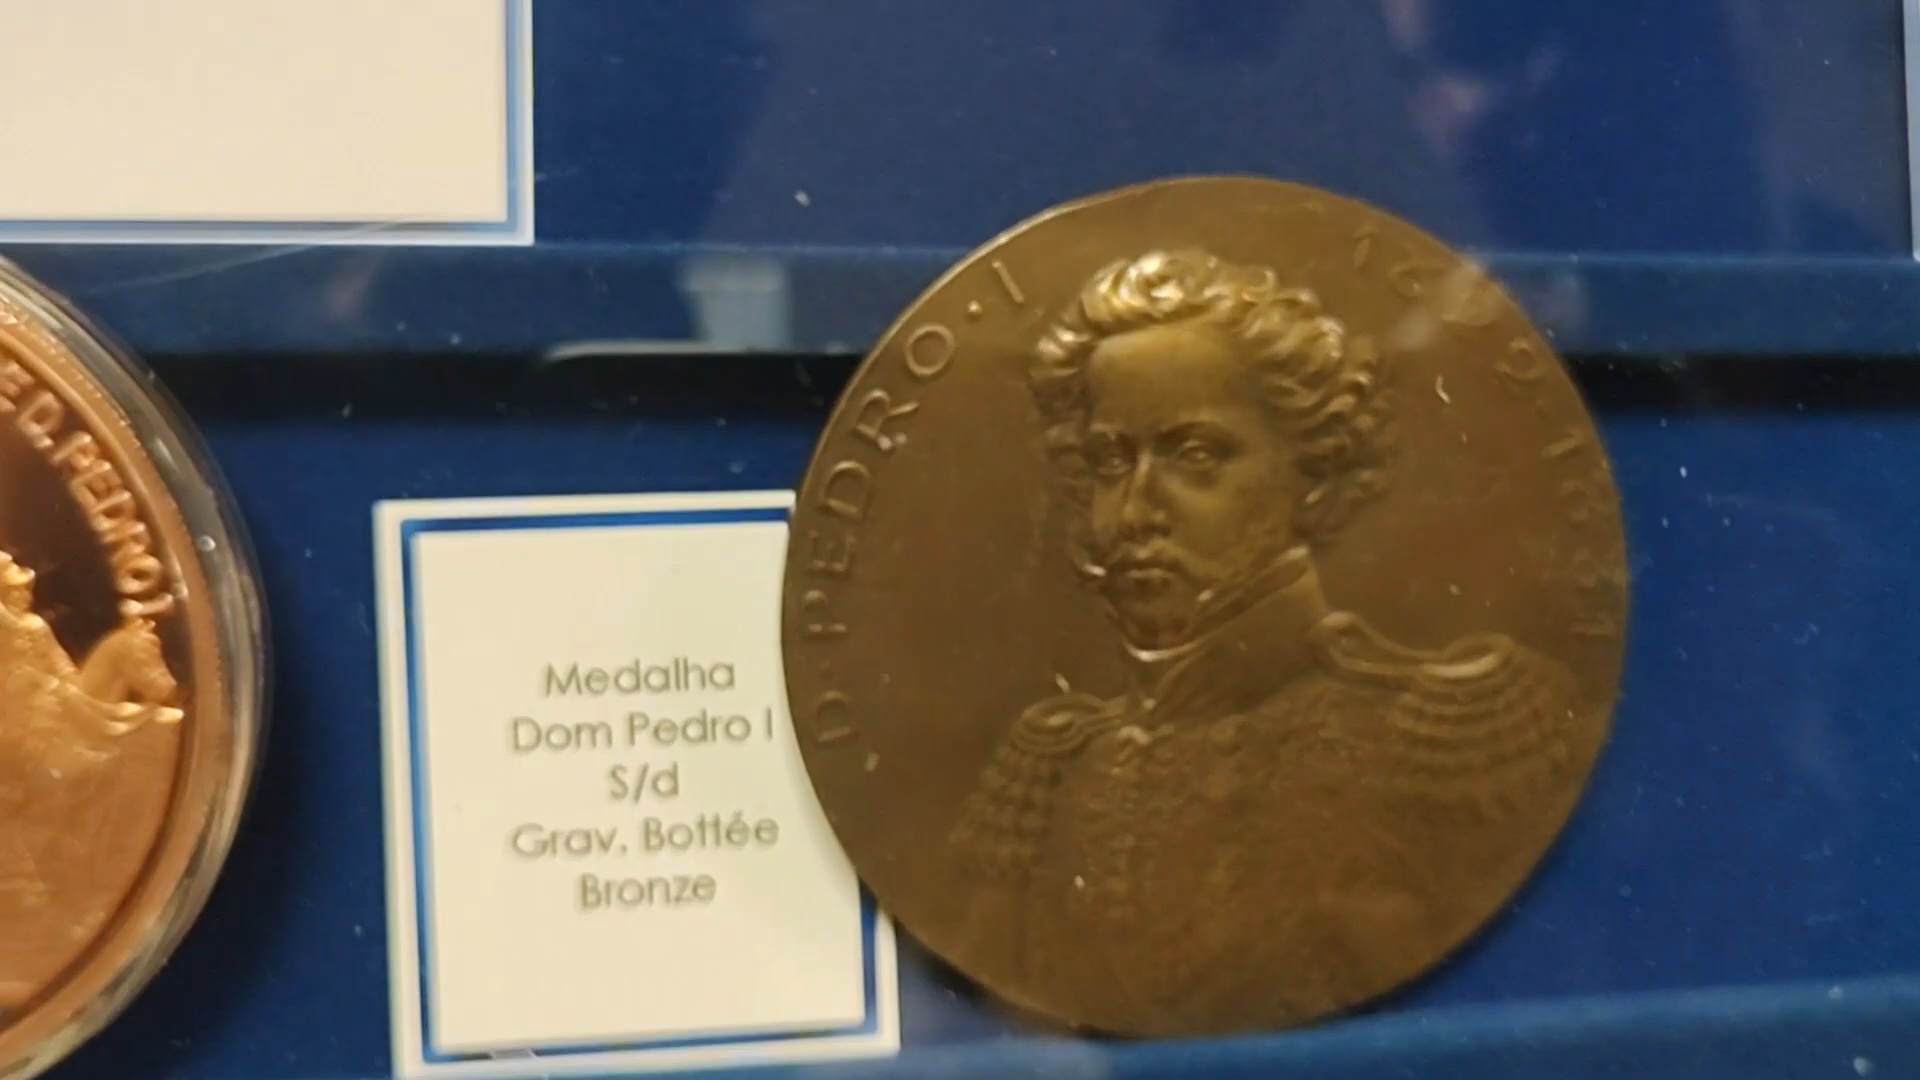 E D. PEDRO I
Medalha
Dom Pedro I
S/d
Grav. Bottée
Bronze
D·PEDRO·I